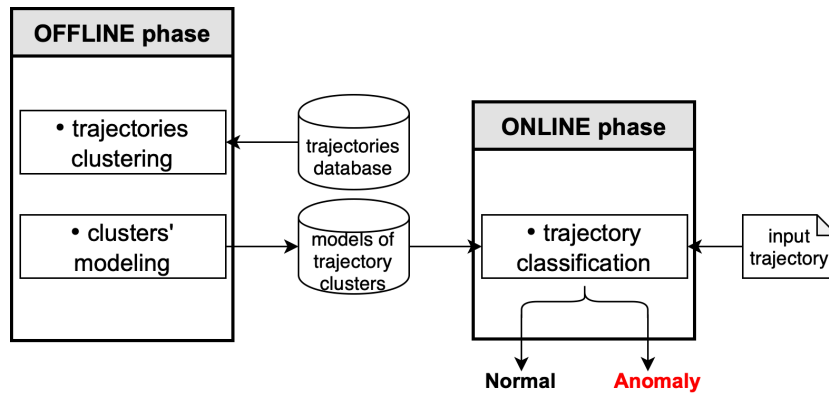 OFFLINE phase
• trajectories
clustering
trajectories
database
• clusters'
modeling
models of
trajectory
clusters
ONLINE phase
• trajectory
classification
input
trajectory
Normal
Anomaly